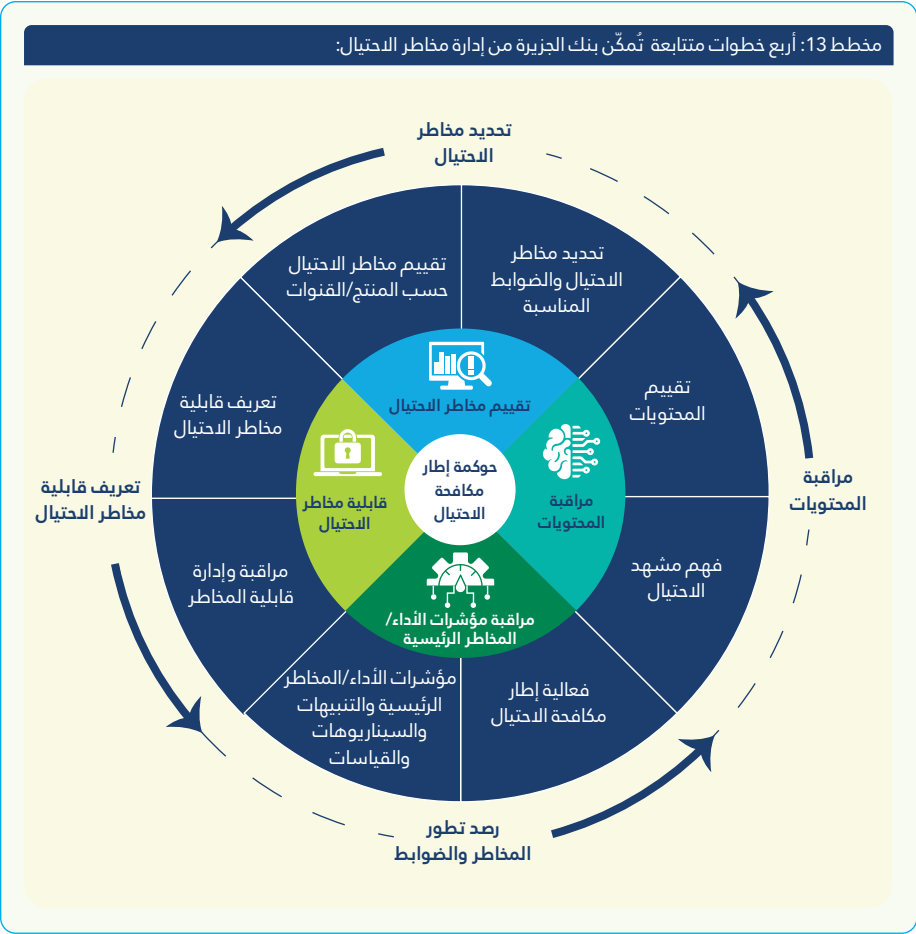 مخطط 13: أربع خطوات متتابعة تُمكّن بنك الجزيرة من إدارة مخاطر الاحتيال:
تحديد مخاطر
الاحتيال
تحديد مخاطر
الاحتيال والضوابط
المناسبة
تقييم مخاطر الاحتيال
حسب المنتج/القنوات
تقييم
المحتويات
تعريف قابلية
مخاطر الاحتيال
تقييم مخاطر الاحتيال
حوكمة إطار
مكافحة
الاحتيال
مراقبة
المحتويات
قابلية مخاطر
الاحتيال
مراقبة
المحتويات
تعريف قابلية
مخاطر الاحتيال
فهم مشهد
الاحتيال
مراقبة وإدارة
قابلية المخاطر
مراقبة مؤشرات الأداء/
المخاطر الرئيسية
فعالية إطار
مكافحة الاحتيال
مؤشرات الأداء/المخاطر
الرئيسية والتنبيهات
والسيناريوهات
والقياسات
رصد تطور
المخاطر والضوابط